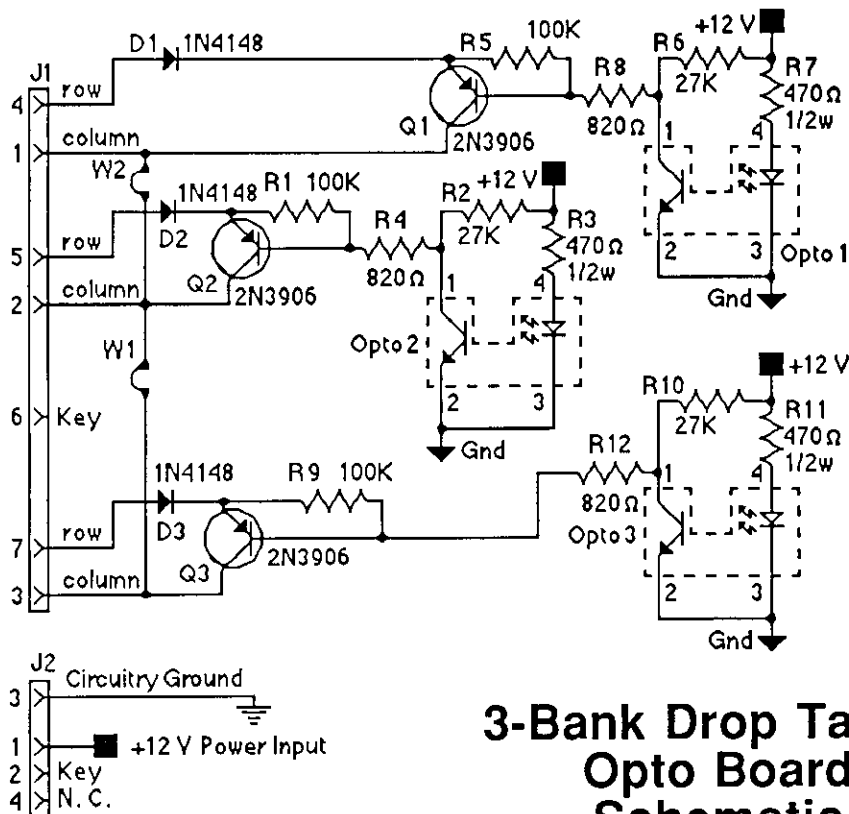 +12 V
D1 1N4148
R5 100K
R6
27K
R7
470Ω
1/2w
R8
820Ω
J1
4 row
1 column
Q1
2N3906
1
4
2
3
Opto 1
Gnd
W2
1N4148
D2
R1 100K
R2 +12 V
27K
R3
470Ω
1/2w
R4
820Ω
5 row
2 column
Q2
2N3906
1
4
Opto 2
2
3
Gnd
W1
6 Key
+12 V
R10
27K
R11
470Ω
1/2w
R12
820Ω
1N4148
D3
R9 100K
7 row
3 column
Q3
2N3906
1
4
Opto 3
2
3
Gnd
J2
3 Circuitry Ground
1 +12 V Power Input
2 Key
4 N.C.
3-Bank Drop Ta
Opto Board
Schematic